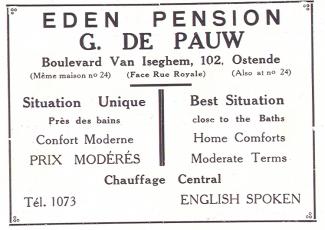 EDEN PENSION
G. DE PAUW
Boulevard Van Iseghem, 102, Ostende
(Même maison nº 24) (Face Rue Royale) (Also at nº 24)
Situation Unique
Près des bains
Confort Moderne
PRIX MODÉRÉS
Best Situation
close to the Baths
Home Comforts
Moderate Terms
Chauffage Central
Tél. 1073 ENGLISH SPOKEN